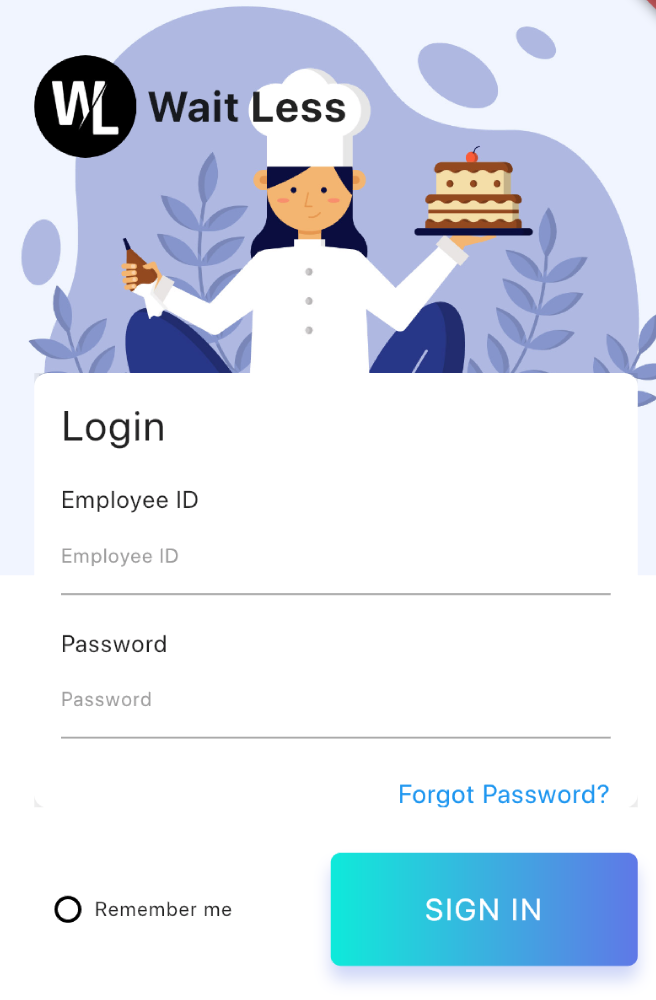 WL Wait Less
Login
Employee ID
Employee ID
Password
Password
Forgot Password?
Remember me
SIGN IN